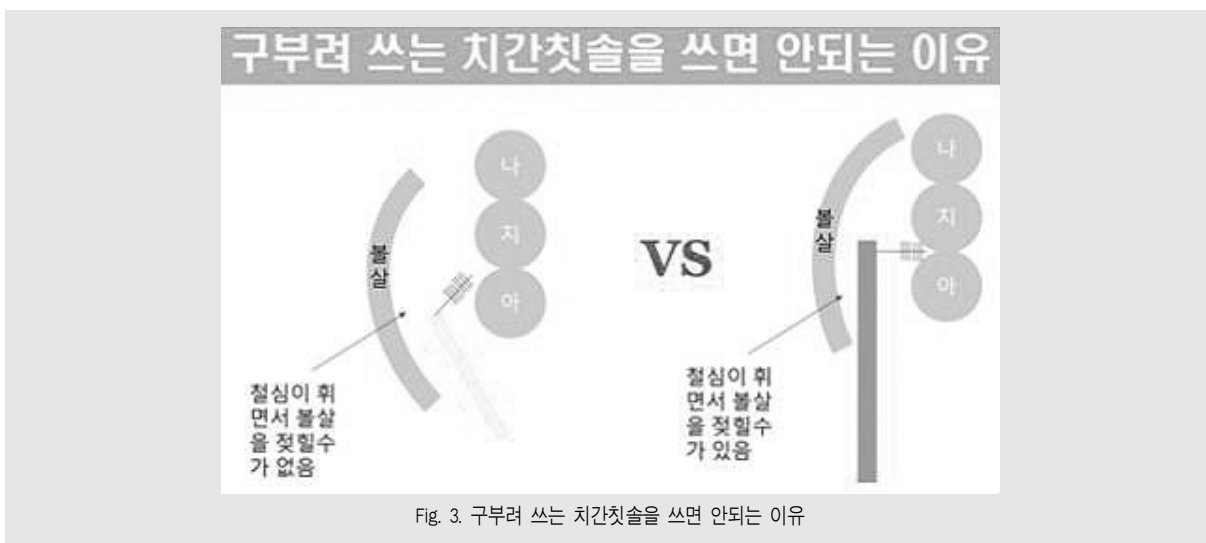 구부려 쓰는 치간칫솔을 쓰면 안되는 이유
볼
살
나
치
아
철심이 휘
면서 볼살
을 젖힐수
가 없음
VS
볼
살
나
치
아
철심이 휘
면서 볼살
을 젖힐수
가 있음
Fig. 3. 구부려 쓰는 치간칫솔을 쓰면 안되는 이유